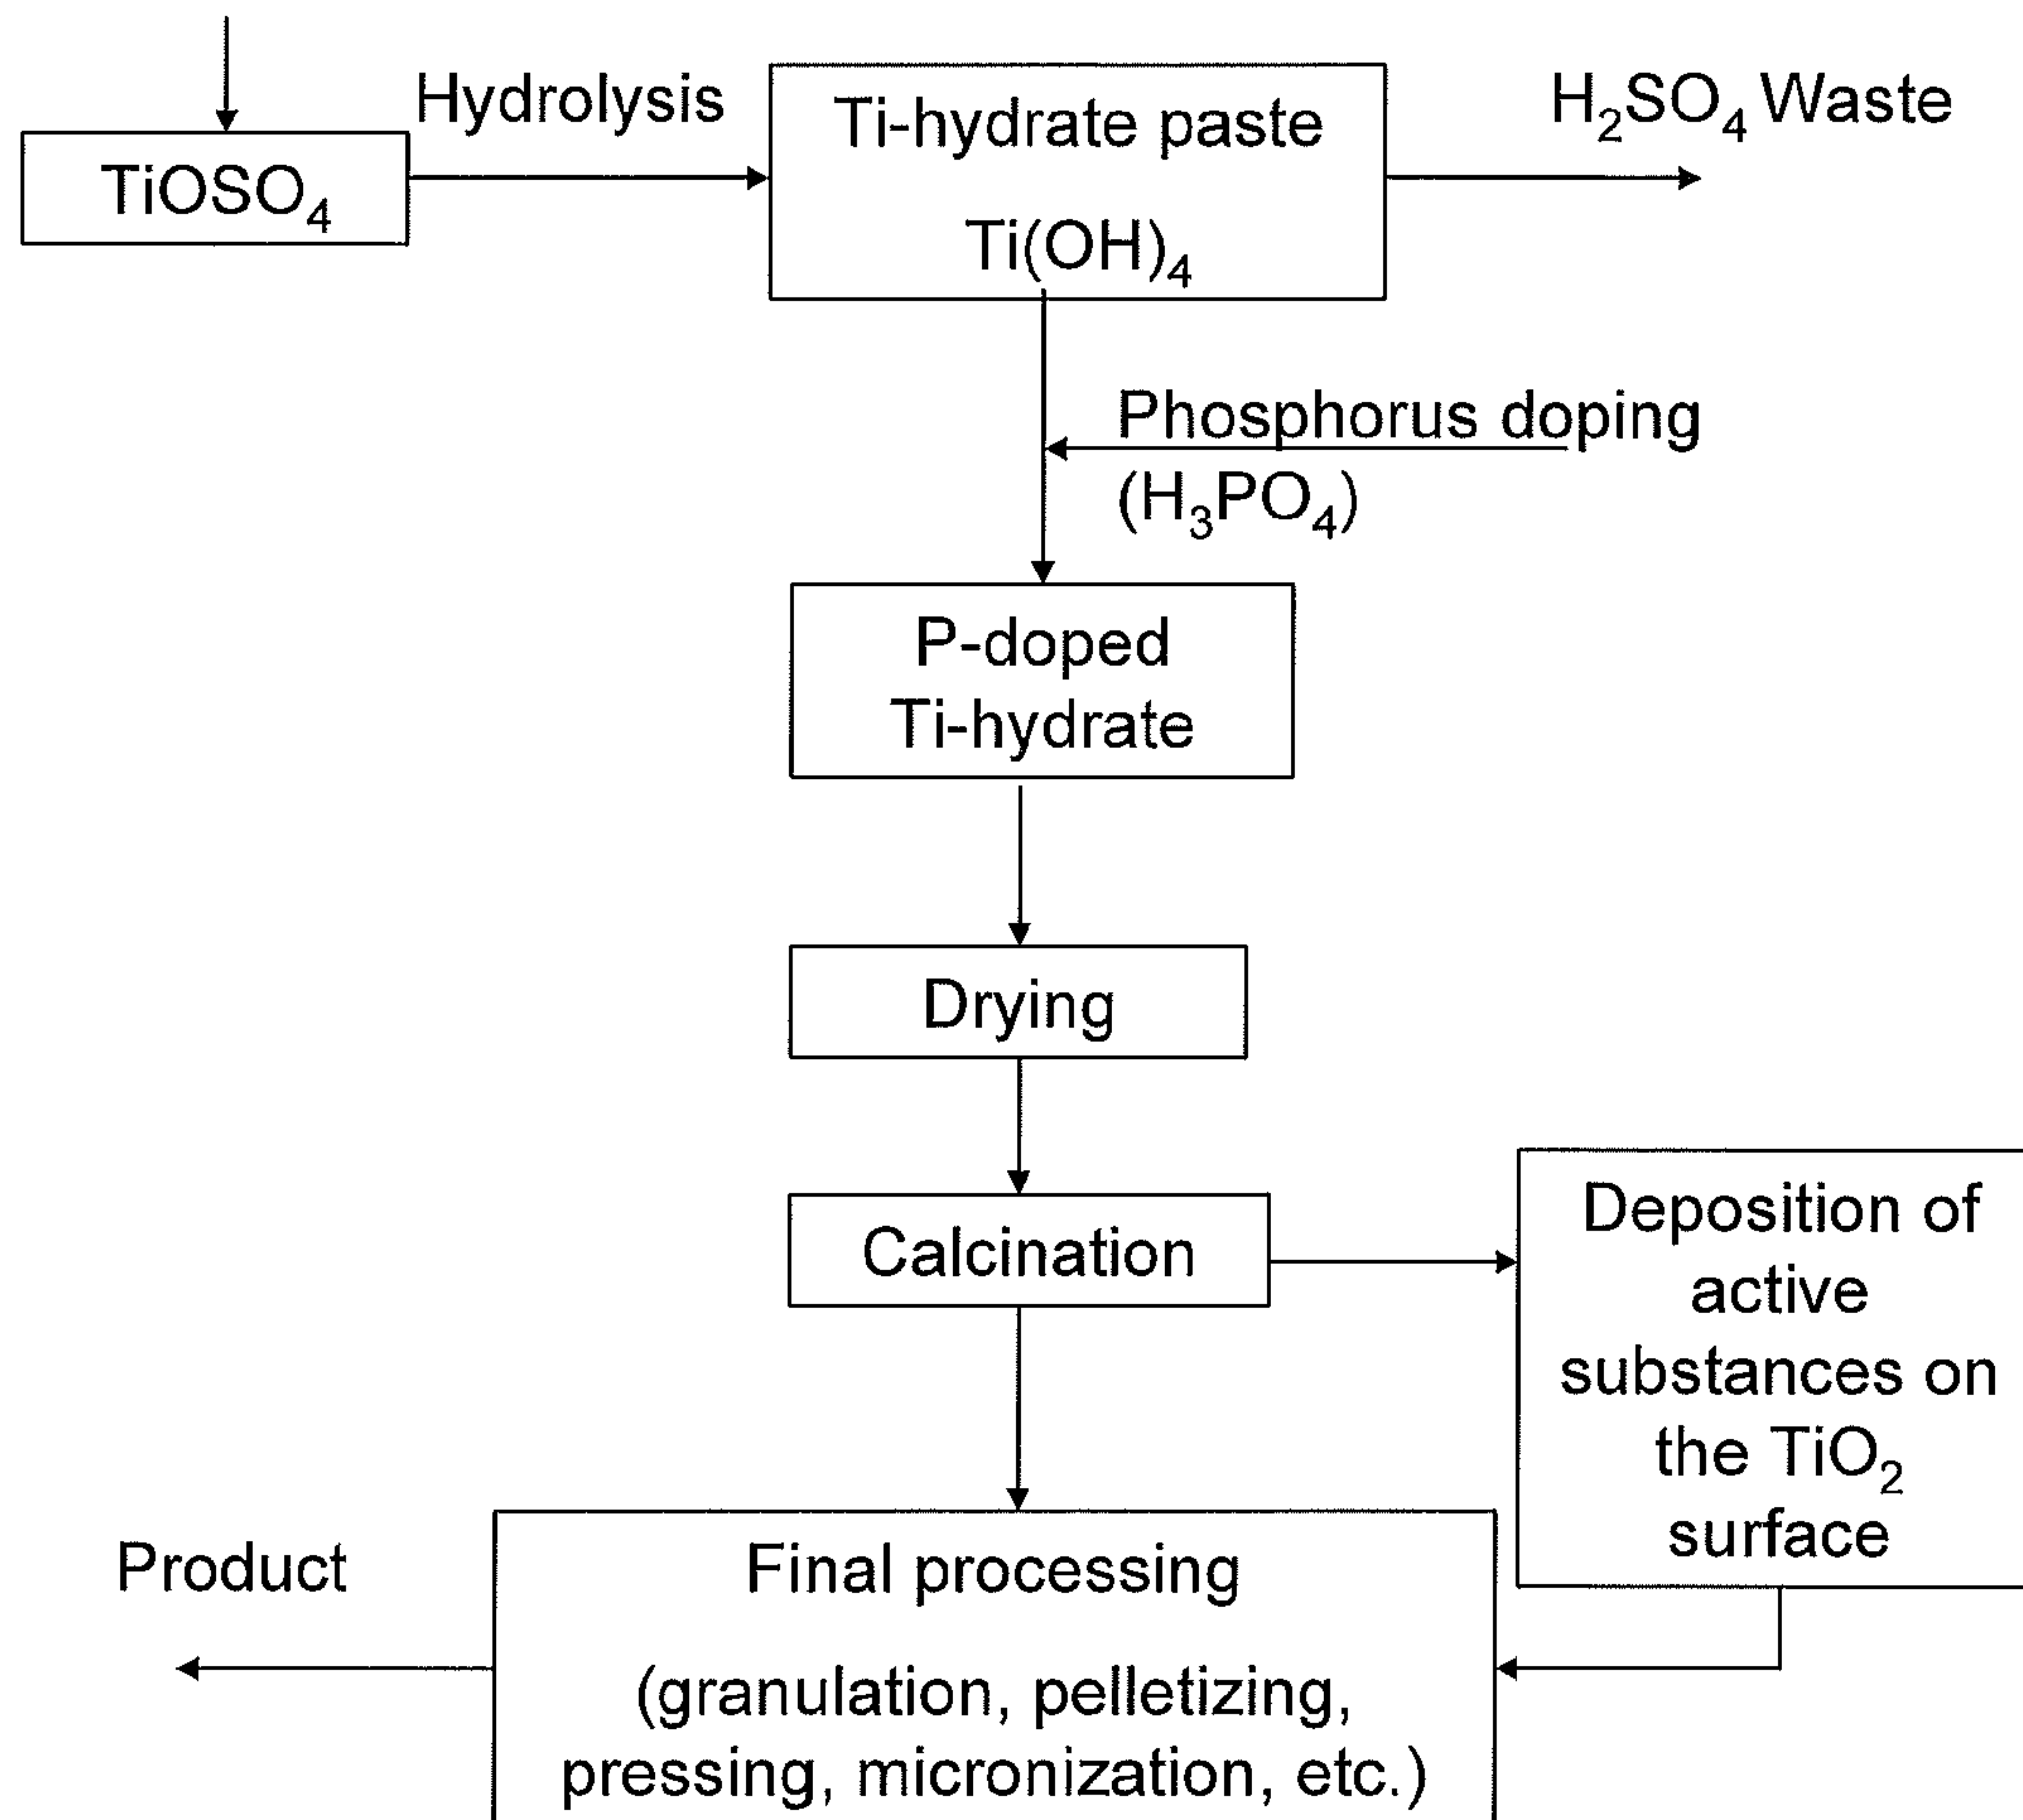 Hydrolysis
TiOSO₄
Ti-hydrate paste
Ti(OH)₄
H₂SO₄ Waste
Phosphorus doping
(H₃PO₄)
P-doped
Ti-hydrate
Drying
Calcination
Deposition of
active
substances on
the TiO₂
surface
Product
Final processing
(granulation, pelletizing,
pressing, micronization, etc.)